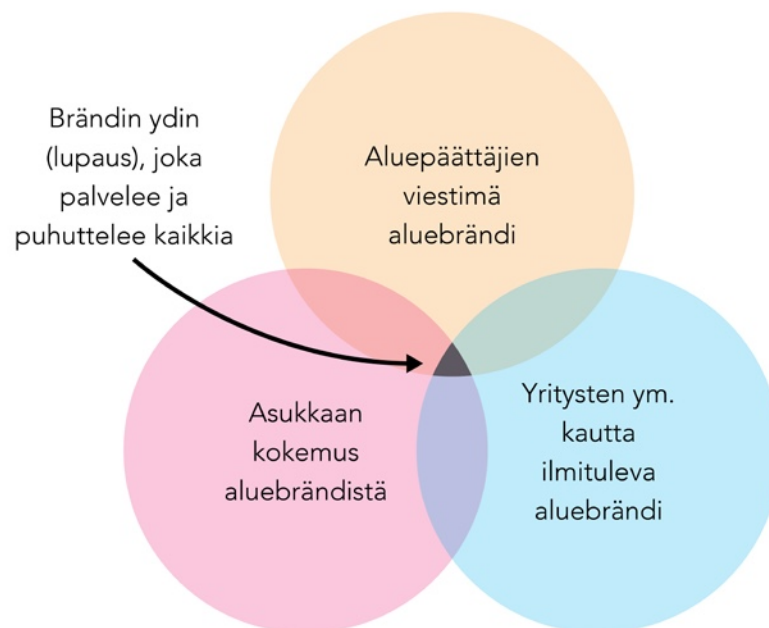 Brändin ydin
(lupaus), joka
palvelee ja
puhuttelee kaikkia
Aluepäättäjien
viestimä
aluebrändi
Asukkaan
kokemus
aluebrändistä
Yritysten ym.
kautta
ilmituleva
aluebrändi